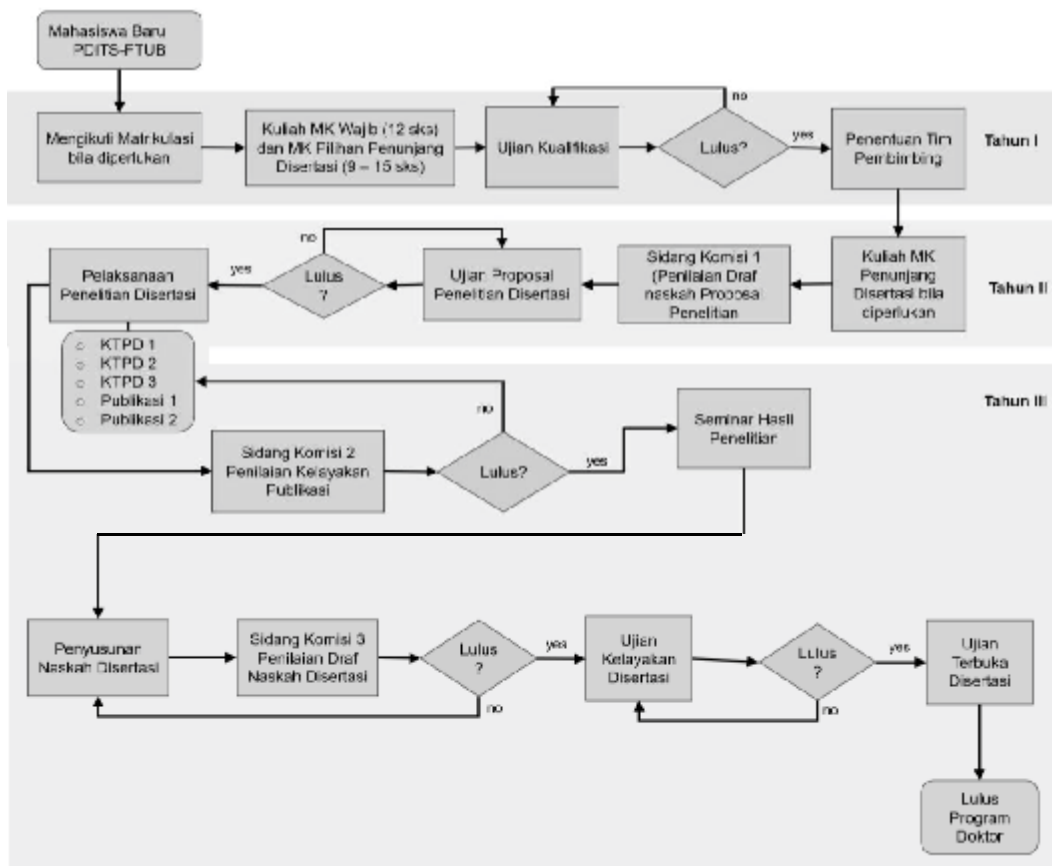 Mahasiswa Baru
PDITS-FTUB
Mengikuti Matrikulasi
bila diperlukan
Kuliah MK Wajib (12 sks)
dan MK Pilihan Penunjang
Disertasi (9 – 15 sks)
Ujian Kualifikasi
no
Lulus?
yes
Penentuan Tim
Pembimbing
Tahun I
Pelaksanaan
Penelitian Disertasi
yes
Lulus
?
no
Ujian Proposal
Penelitian Disertasi
Sidang Komisi 1
(Penilaian Draf
naskah Proposal
Penelitian
Kuliah MK
Penunjang
Disertasi bila
diperlukan
Tahun II
KTPD 1
KTPD 2
KTPD 3
Publikasi 1
Publikasi 2
Tahun III
Sidang Komisi 2
Penilaian Kelayakan
Publikasi
no
Lulus?
yes
Seminar Hasil
Penelitian
Penyusunan
Naskah Disertasi
Sidang Komisi 3
Penilaian Draf
Naskah Disertasi
Lulus
?
yes
no
Ujian
Kelayakan
Disertasi
Lulus
?
yes
no
Ujian
Terbuka
Disertasi
Lulus
Program
Doktor